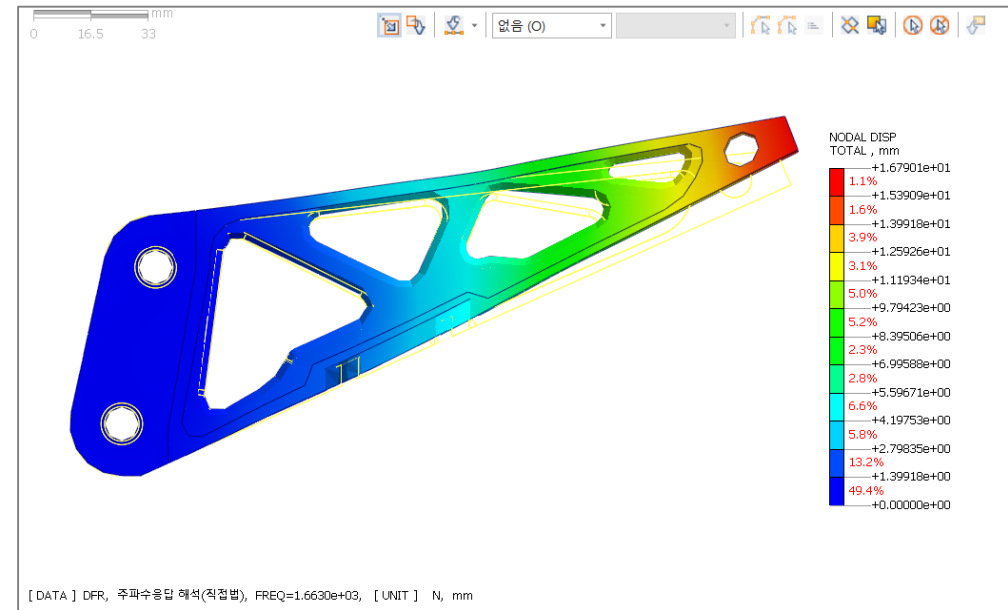 mm
0 16.5 33
없음 (O)
NODAL DISP
TOTAL , mm
+1.67901e+01
1.1%
+1.53909e+01
1.6%
+1.39918e+01
3.9%
+1.25926e+01
3.1%
+1.11934e+01
5.0%
+9.79423e+00
5.2%
+8.39506e+00
2.3%
+6.99588e+00
2.8%
+5.59671e+00
6.6%
+4.19753e+00
5.8%
+2.79835e+00
13.2%
+1.39918e+00
49.4%
+0.00000e+00
[ DATA ] DFR, 주파수응답 해석(직접법), FREQ=1.6630e+03, [ UNIT ] N, mm